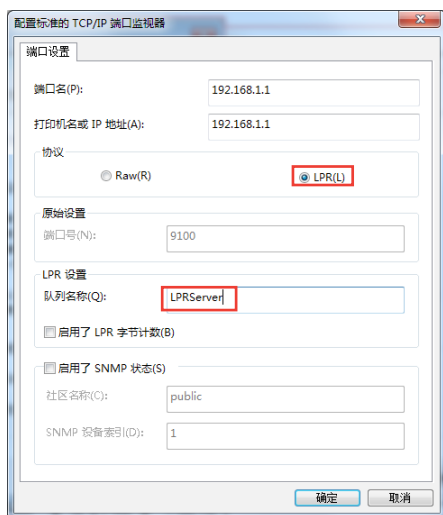 配置标准的 TCP/IP 端口监视器
端口设置
端口名(P): 192.168.1.1
打印机名或 IP 地址(A): 192.168.1.1
协议
Raw(R) LPR(L)
原始设置
端口号(N): 9100
LPR 设置
队列名称(Q): LPRServer
启用了 LPR 字节计数(B)
启用了 SNMP 状态(S)
社区名称(C): public
SNMP 设备索引(D): 1
确定 取消